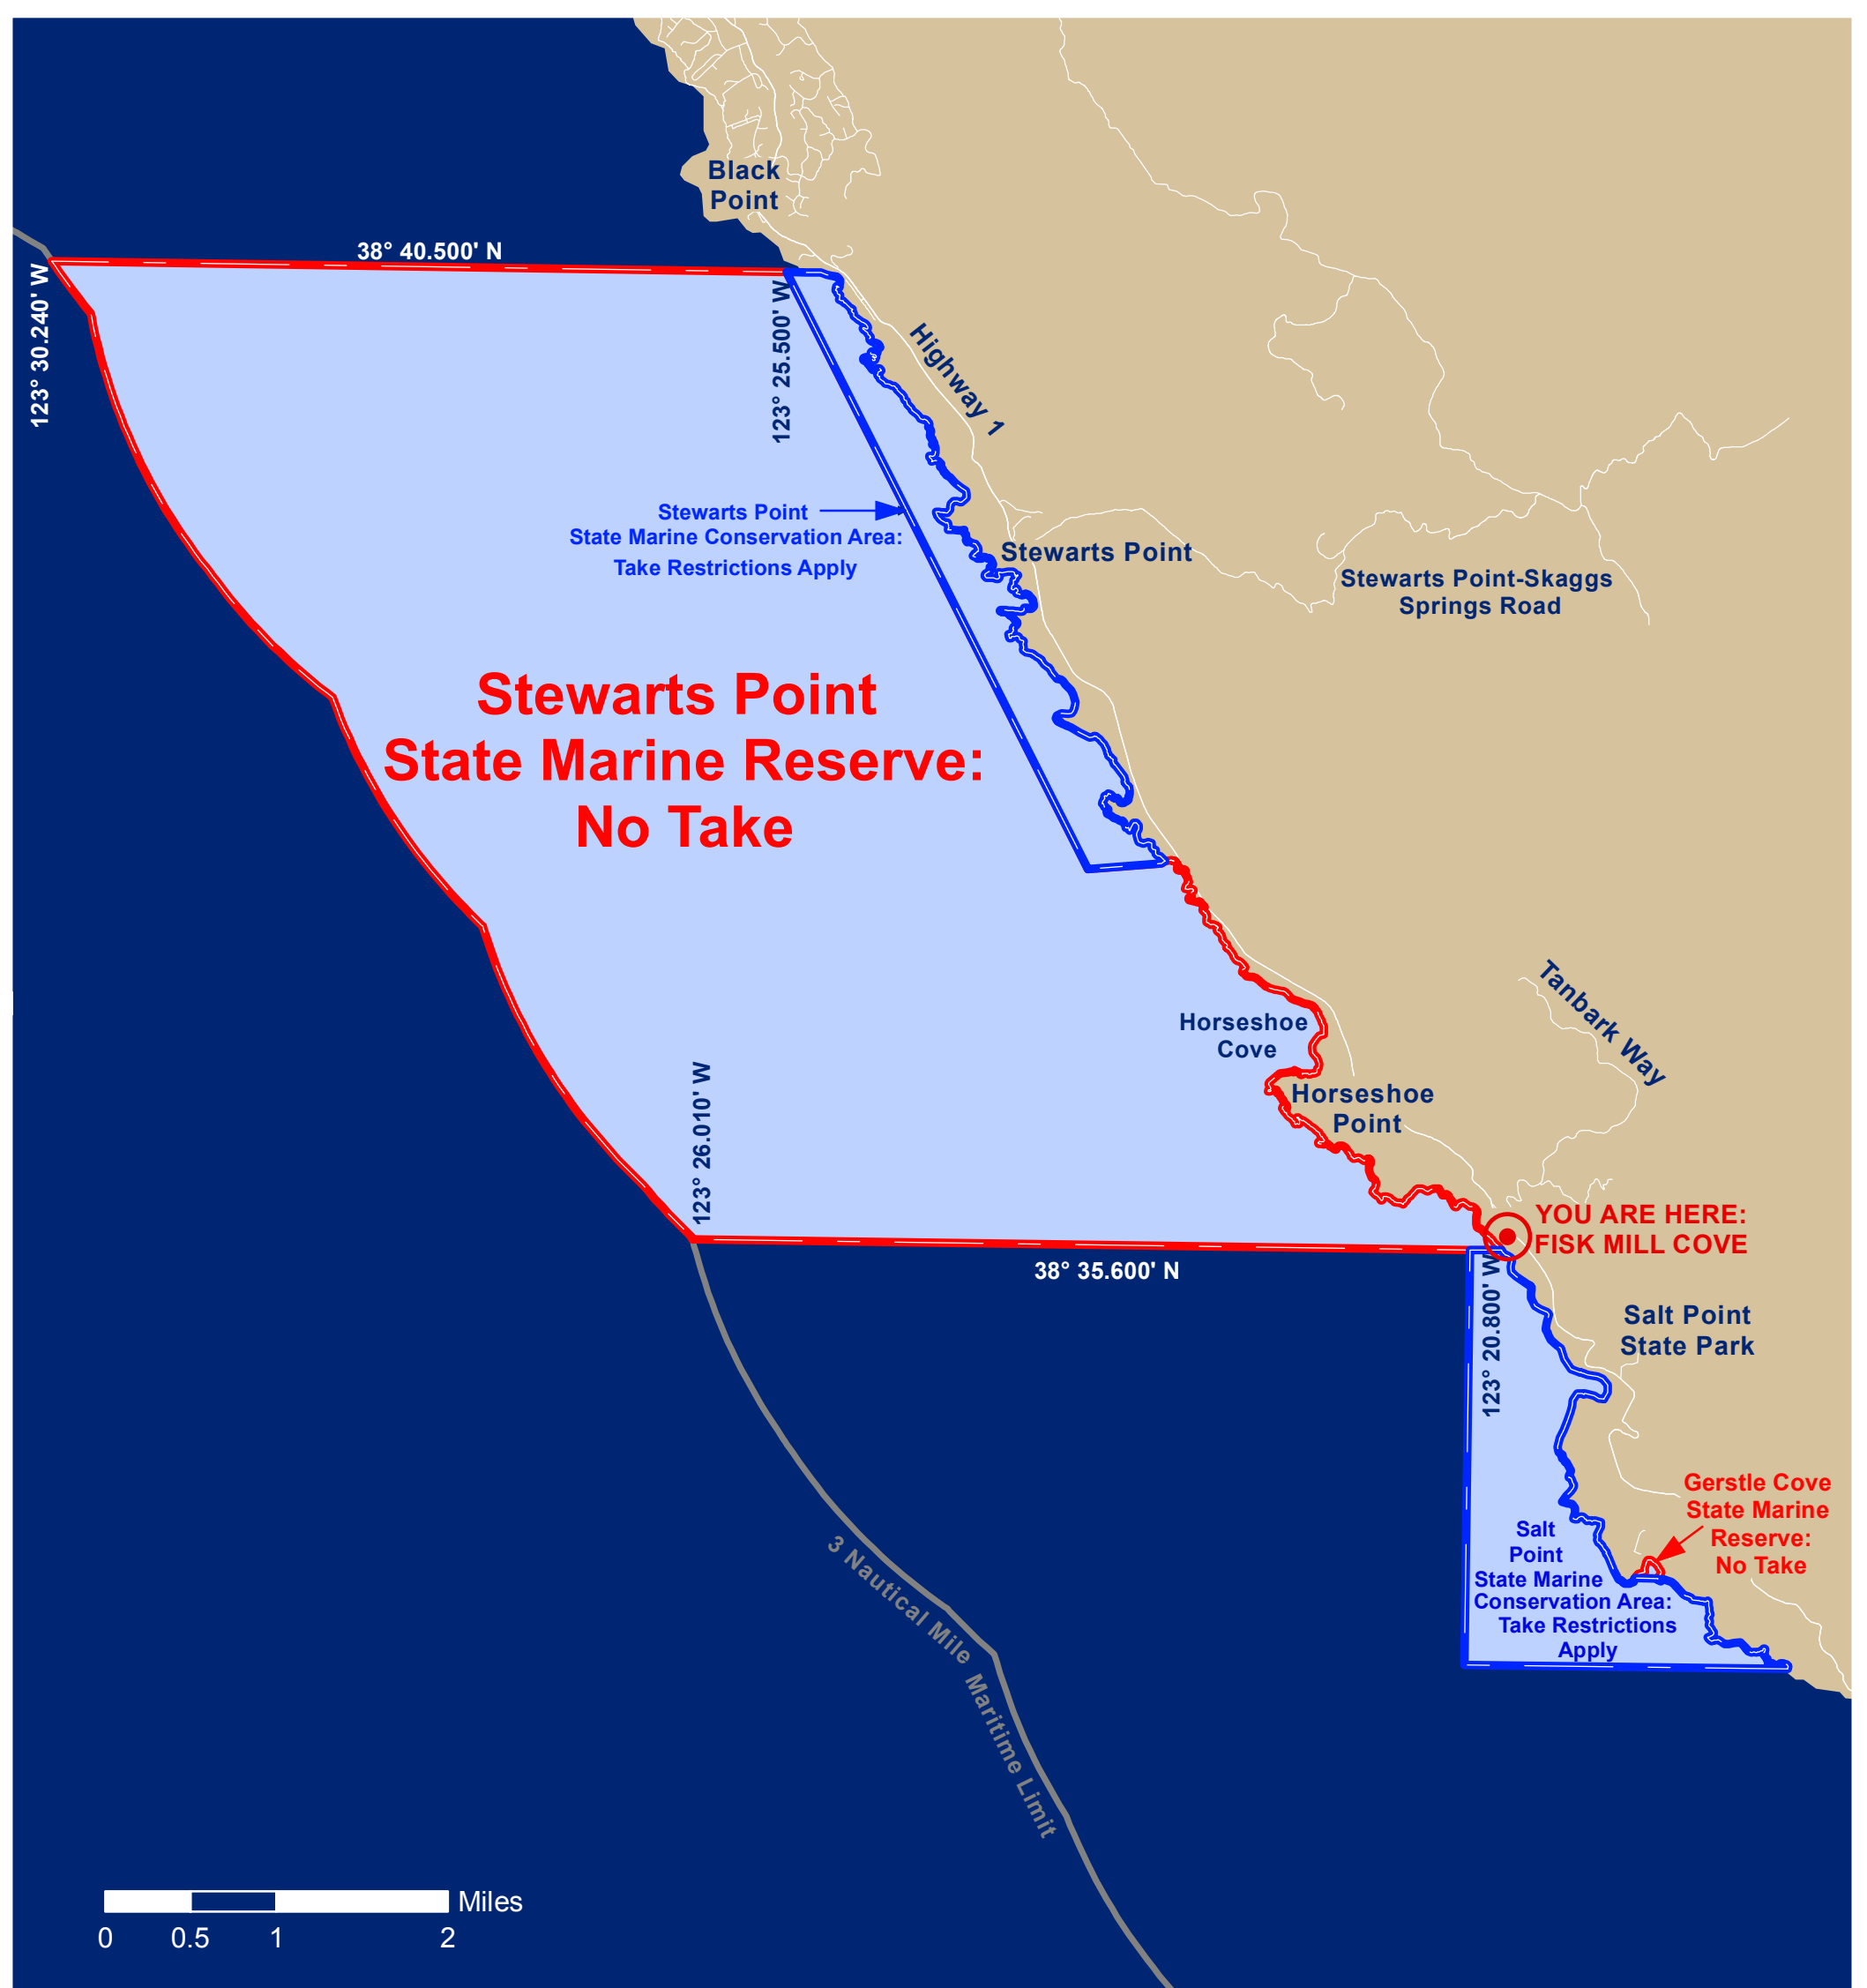 Black
Point
38° 40.500' N
123° 30.240' W
123° 25.500' W
Highway 1
Stewarts Point
State Marine Conservation Area:
Take Restrictions Apply
Stewarts Point
Stewarts Point-Skaggs
Springs Road
Stewarts Point
State Marine Reserve:
No Take
Horseshoe
Cove
Horseshoe
Point
Tanbark Way
123° 26.010' W
YOU ARE HERE:
FISK MILL COVE
38° 35.600' N
123° 20.800' W
Salt Point
State Park
Gerstle Cove
State Marine
Reserve:
No Take
Salt
Point
State Marine
Conservation Area:
Take Restrictions
Apply
3 Nautical Mile Maritime Limit
Miles
0 0.5 1 2